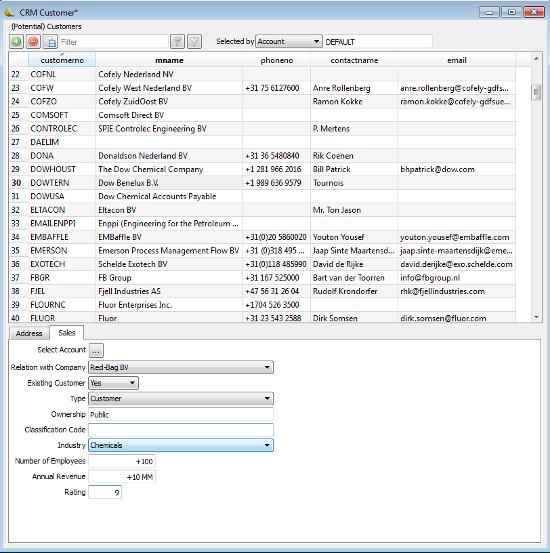 CRM Customer*
(Potential) Customers
Filter Selected by Account DEFAULT
customerno mname phoneno contactname email
22 COFNL Cofely Nederland NV
23 COFW Cofely West Nederland BV +31 75 6127600 Anre Rollenberg anre.rollenberg@cofely-gdfs...
24 COFZO Cofely ZuidOost BV Ramon Kokke ramon.kokke@cofely-gdfsue...
25 COMSOFT Comsoft Direct BV
26 CONTROLEC SPIE Controlec Engineering BV P. Mertens
27 DAELIM
28 DONA Donaldson Nederland BV +31 36 5480840 Rik Coenen
29 DOWHOUST The Dow Chemical Company +1 281 966 2016 Bill Patrick bhpatrick@dow.com
30 DOWTERN Dow Benelux B.V. +1 989 636 9579 Tournois
31 DOWUSA Dow Chemical Accounts Payable
32 ELTACON Eltacon BV Mr. Ton Jason
33 EMAILENPPI Enppi (Engineering for the Petroleum ...
34 EMBAFFLE EMBaffle BV +31(0)20 5860020 Youton Yousef youton.yousef@embaffle.com
35 EMERSON Emerson Process Management Flow BV +31 (0)318 495 ... Jaap Sinte Maartensd... jaap.sinte-maartensdijk@eme...
36 EXOTECH Schelde Exotech BV +31(0)118 485990 David de Rijke david.derijke@exo.schelde.com
37 FBGR FB Group +31 167 525000 Bart van der Toorren info@fbgroup.nl
38 FJEL Fjell Industries AS +47 56 31 26 04 Rudolf Krondorfer rhk@fjellindustries.com
39 FLOURNC Fluor Enterprises Inc. +1704 526 3500
40 FLUOR Fluor +31 23 543 2588 Dirk Somsen dirk.somsen@fluor.com
Address Sales
Select Account ...
Relation with Company Red-Bag BV
Existing Customer Yes
Type Customer
Ownership Public
Classification Code
Industry Chemicals
Number of Employees +100
Annual Revenue +10 MM
Rating 9